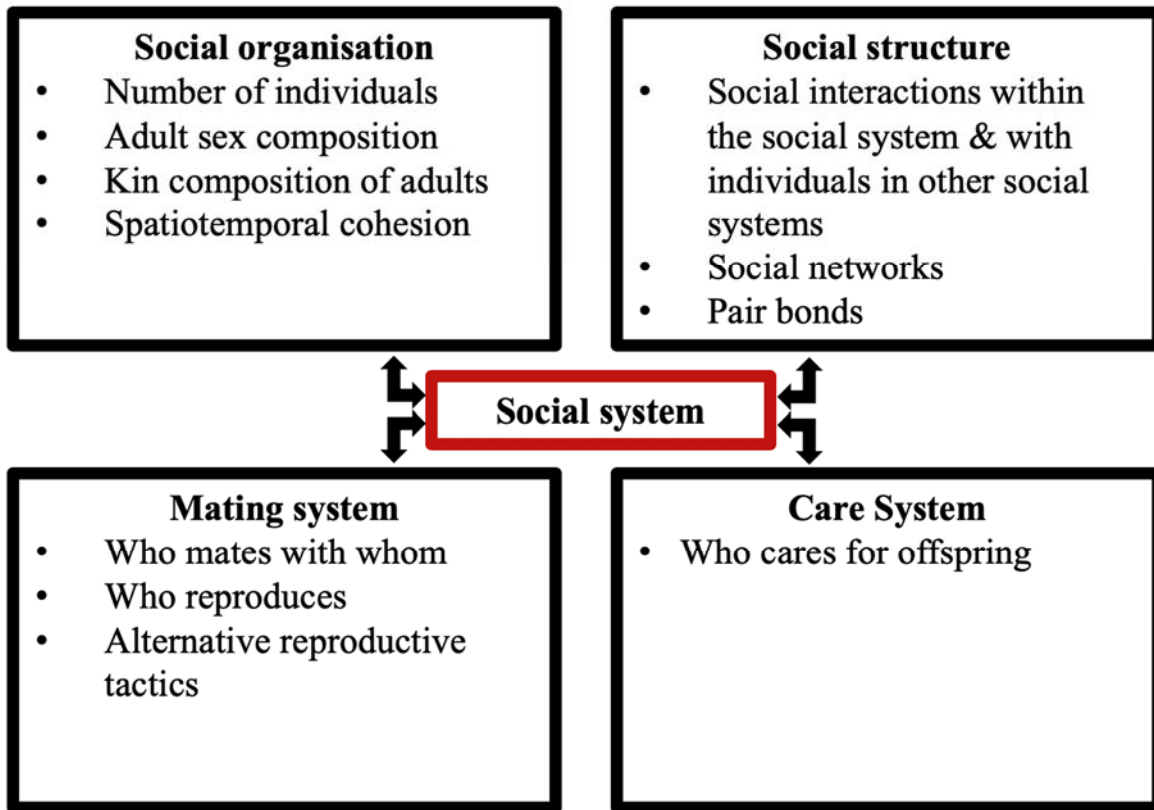 Social organisation
• Number of individuals
• Adult sex composition
• Kin composition of adults
• Spatiotemporal cohesion
Social structure
• Social interactions within
the social system & with
individuals in other social
systems
• Social networks
• Pair bonds
Social system
Mating system
• Who mates with whom
• Who reproduces
• Alternative reproductive
tactics
Care System
• Who cares for offspring